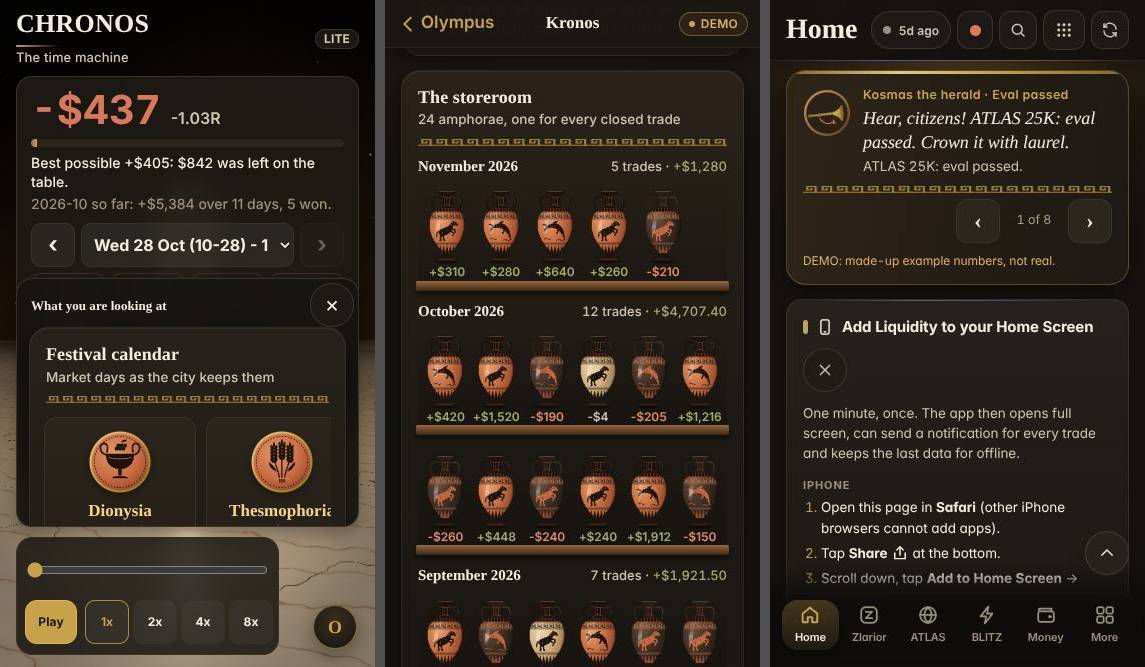 CHRONOS
LITE
The time machine
-$437 -1.03R
Best possible +$405: $842 was left on the
table.
2026-10 so far: +$5,384 over 11 days, 5 won.
‹ Wed 28 Oct (10-28) - 1 ›
What you are looking at ×
Festival calendar
Market days as the city keeps them
Dionysia Thesmophoria
Play 1x 2x 4x 8x
O
Olympus Kronos DEMO
The storeroom
24 amphorae, one for every closed trade
November 2026 5 trades · +$1,280
+$310 +$280 +$640 +$260 -$210
October 2026 12 trades · +$4,707.40
+$420 +$1,520 -$190 -$4 -$205 +$1,216
-$260 +$448 -$240 +$240 +$1,912 -$150
September 2026 7 trades · +$1,921.50
Home 5d ago
Kosmas the herald · Eval passed
Hear, citizens! ATLAS 25K: eval
passed. Crown it with laurel.
ATLAS 25K: eval passed.
‹ 1 of 8 ›
DEMO: made-up example numbers, not real.
Add Liquidity to your Home Screen
×
One minute, once. The app then opens full
screen, can send a notification for every trade
and keeps the last data for offline.
IPHONE
1. Open this page in Safari (other iPhone
browsers cannot add apps).
2. Tap Share at the bottom.
3. Scroll down, tap Add to Home Screen →
Home Zlarior ATLAS BLITZ Money More